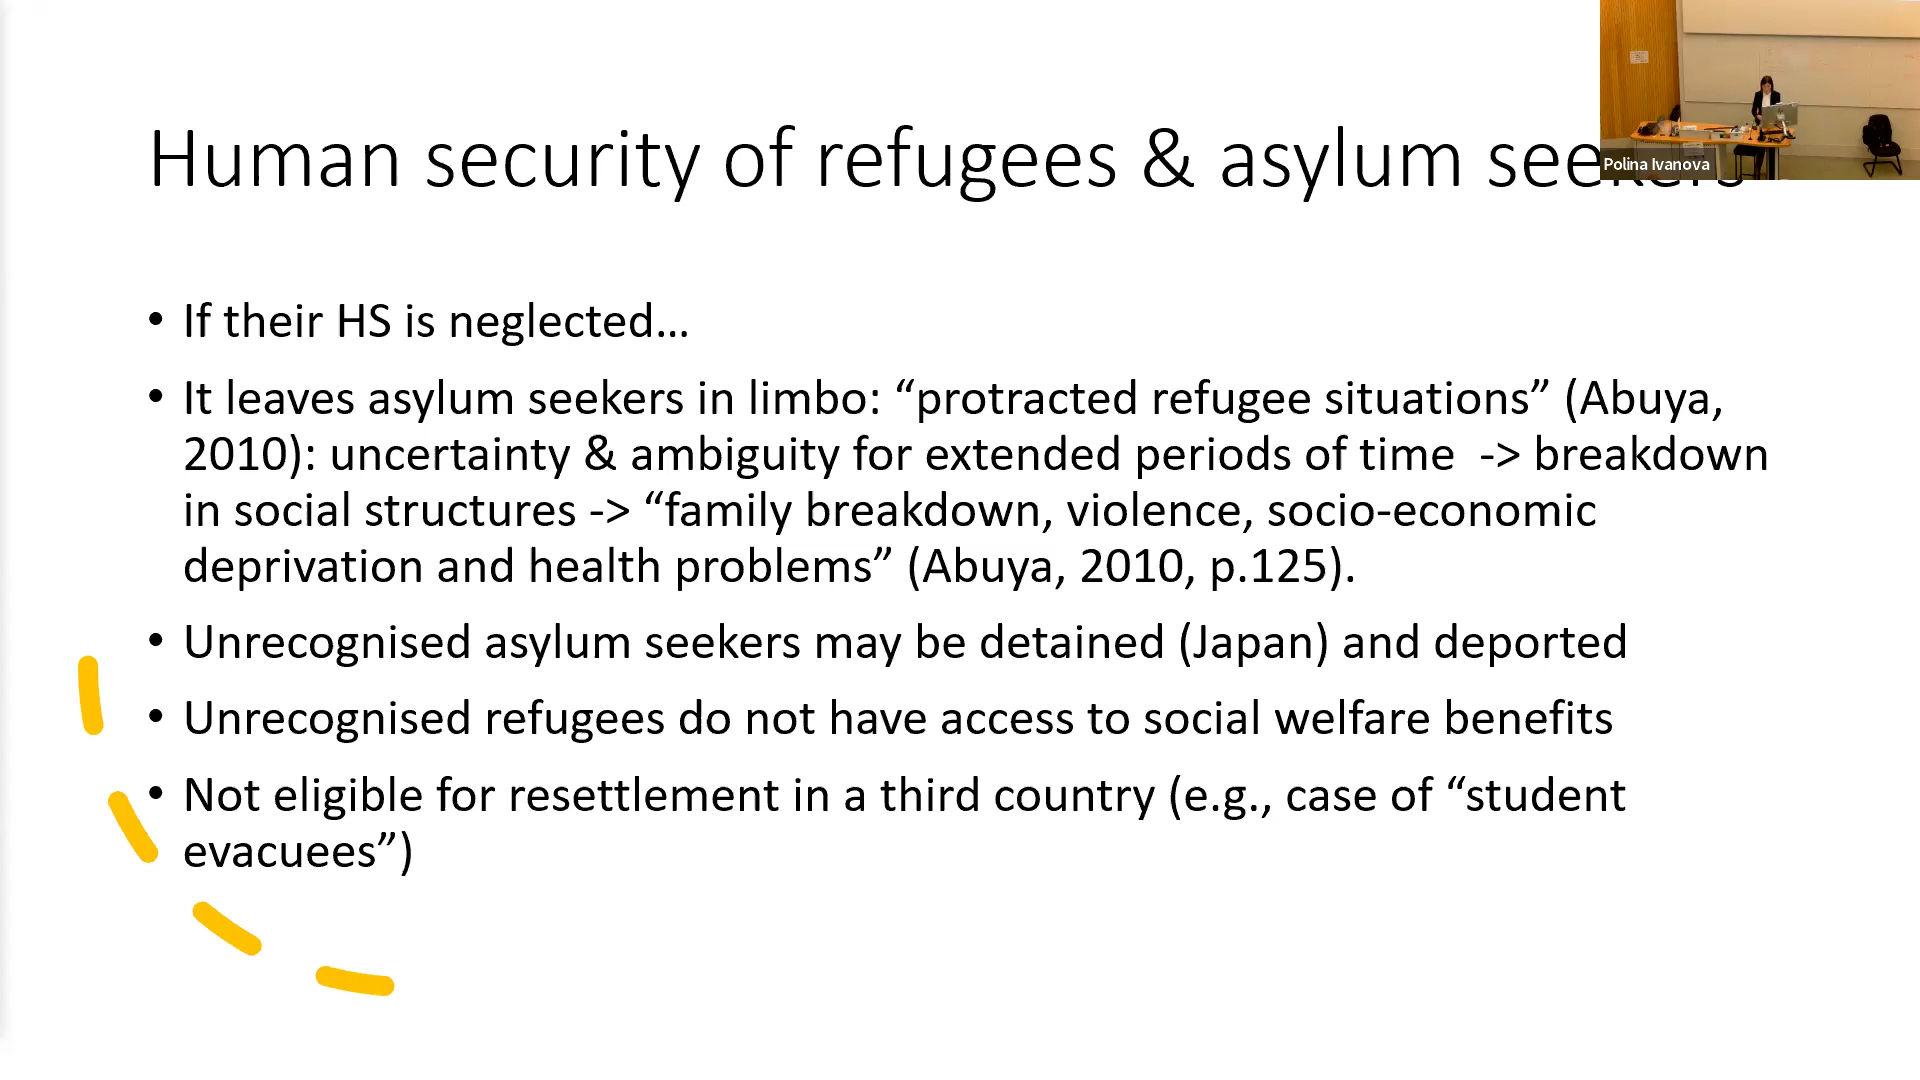 Human security of refugees & asylum seekers
Polina Ivanova
• If their HS is neglected…
• It leaves asylum seekers in limbo: “protracted refugee situations” (Abuya,
2010): uncertainty & ambiguity for extended periods of time -> breakdown
in social structures -> “family breakdown, violence, socio-economic
deprivation and health problems” (Abuya, 2010, p.125).
• Unrecognised asylum seekers may be detained (Japan) and deported
• Unrecognised refugees do not have access to social welfare benefits
• Not eligible for resettlement in a third country (e.g., case of “student
evacuees”)